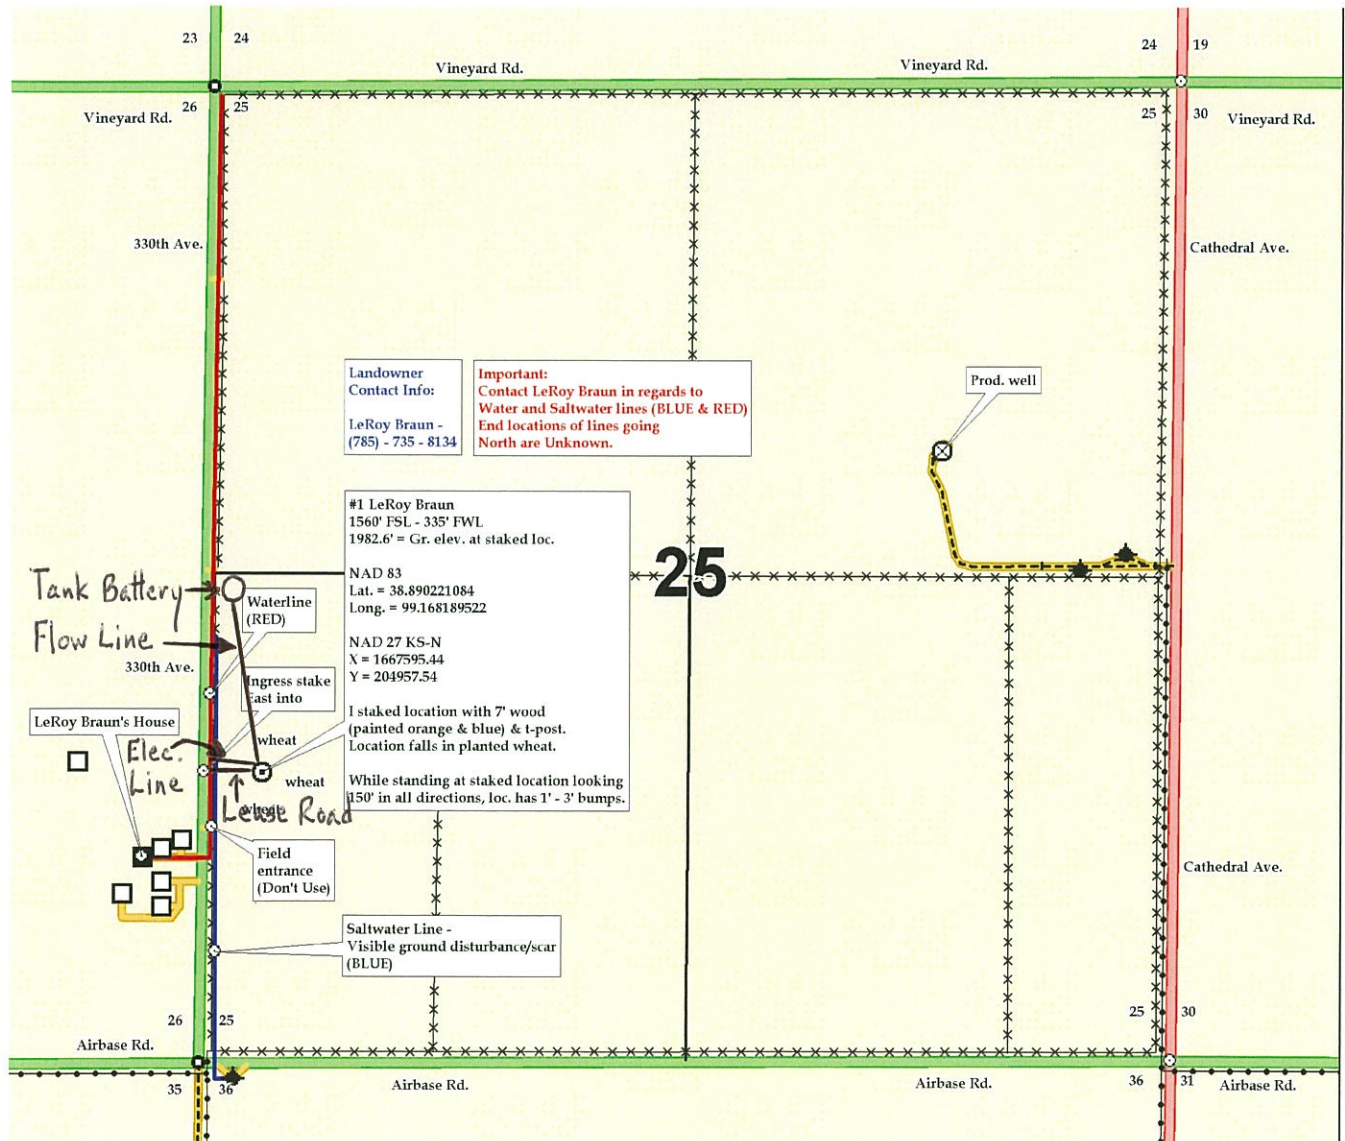 23 24
24 19
Vineyard Rd.
Vineyard Rd.
26 25
25 30
Vineyard Rd.
Vineyard Rd.
330th Ave.
Cathedral Ave.
Landowner
Contact Info:
LeRoy Braun -
(785) - 735 - 8134
Important:
Contact LeRoy Braun in regards to
Water and Saltwater lines (BLUE & RED)
End locations of lines going
North are Unknown.
Prod. well
#1 LeRoy Braun
1560' FSL - 335' FWL
1982.6' = Gr. elev. at staked loc.
NAD 83
Lat. = 38.890221084
Long. = 99.168189522
NAD 27 KS-N
X = 1667595.44
Y = 204957.54
I staked location with 7' wood
(painted orange & blue) & t-post.
Location falls in planted wheat.
While standing at staked location looking
150' in all directions, loc. has 1' - 3' bumps.
25
Tank Battery
Waterline
(RED)
Flow Line
330th Ave.
Ingress stake
East into
LeRoy Braun's House
wheat
Elec.
Line
wheat
wheat
Lease Road
Field
entrance
(Don't Use)
Cathedral Ave.
Saltwater Line -
Visible ground disturbance/scar
(BLUE)
26 25
25 30
Airbase Rd.
Airbase Rd.
Airbase Rd.
35 36
36 31
Airbase Rd.